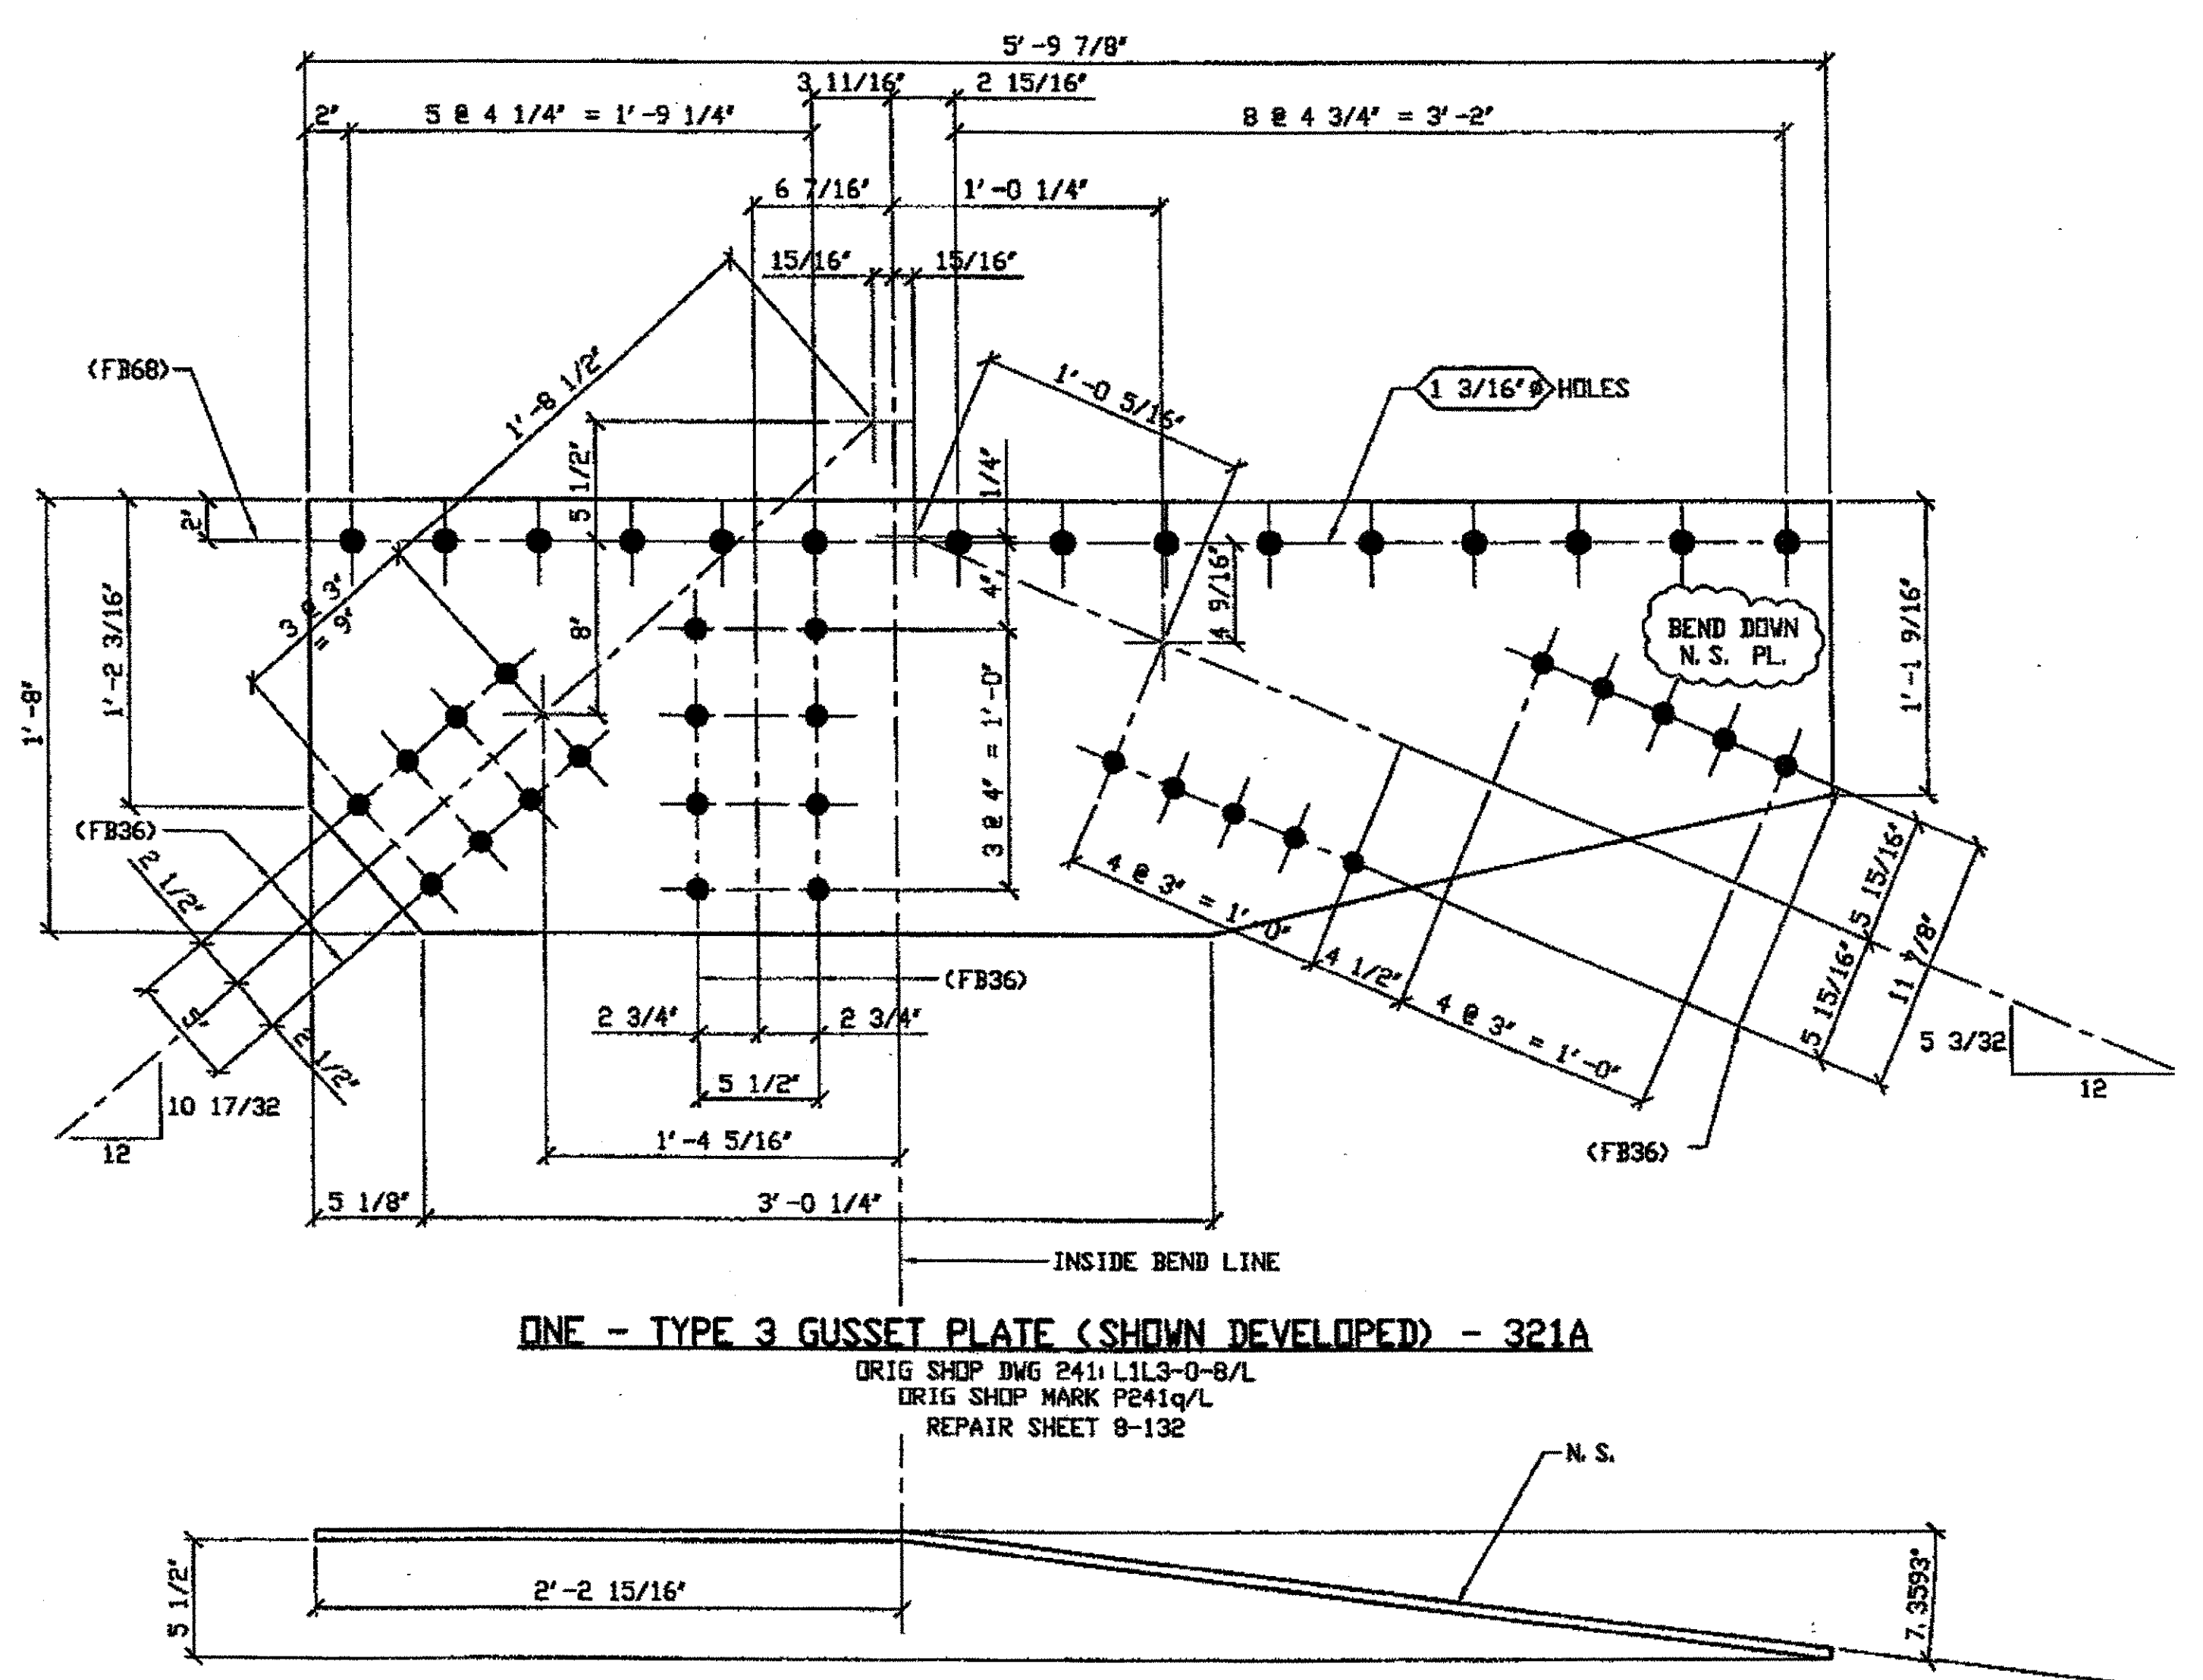 5'-9 7/8"
3 11/16"
2 15/16"
2"
5 @ 4 1/4" = 1'-9 1/4"
8 @ 4 3/4" = 3'-2"
6 7/16"
1'-0 1/4"
15/16"
15/16"
(FB68)
1'-8 1/2"
1'-0 5/16"
1 3/16"ø HOLES
5 1/2"
1/4"
2"
3 @ 3"
= 9"
4"
4 9/16"
8"
1'-2 3/16"
1'-8"
3 @ 4" = 1'-0"
BEND DOWN
N.S. PL.
1'-1 9/16"
(FB36)
2 1/2"
5"
2 1/2"
10 17/32
12
(FB36)
2 3/4"
2 3/4"
5 1/2"
1'-4 5/16"
5 1/8"
3'-0 1/4"
4 @ 3" = 1'-0"
4 1/2"
4 @ 3" = 1'-0"
5 15/16"
5 15/16"
11 7/8"
5 3/32
12
(FB36)
INSIDE BEND LINE
ONE - TYPE 3 GUSSET PLATE (SHOWN DEVELOPED) - 321A
ORIG SHOP DWG 241: L1L3-0-8/L
ORIG SHOP MARK P241q/L
REPAIR SHEET 8-132
N.S.
5 1/2"
2'-2 15/16"
7.3593"